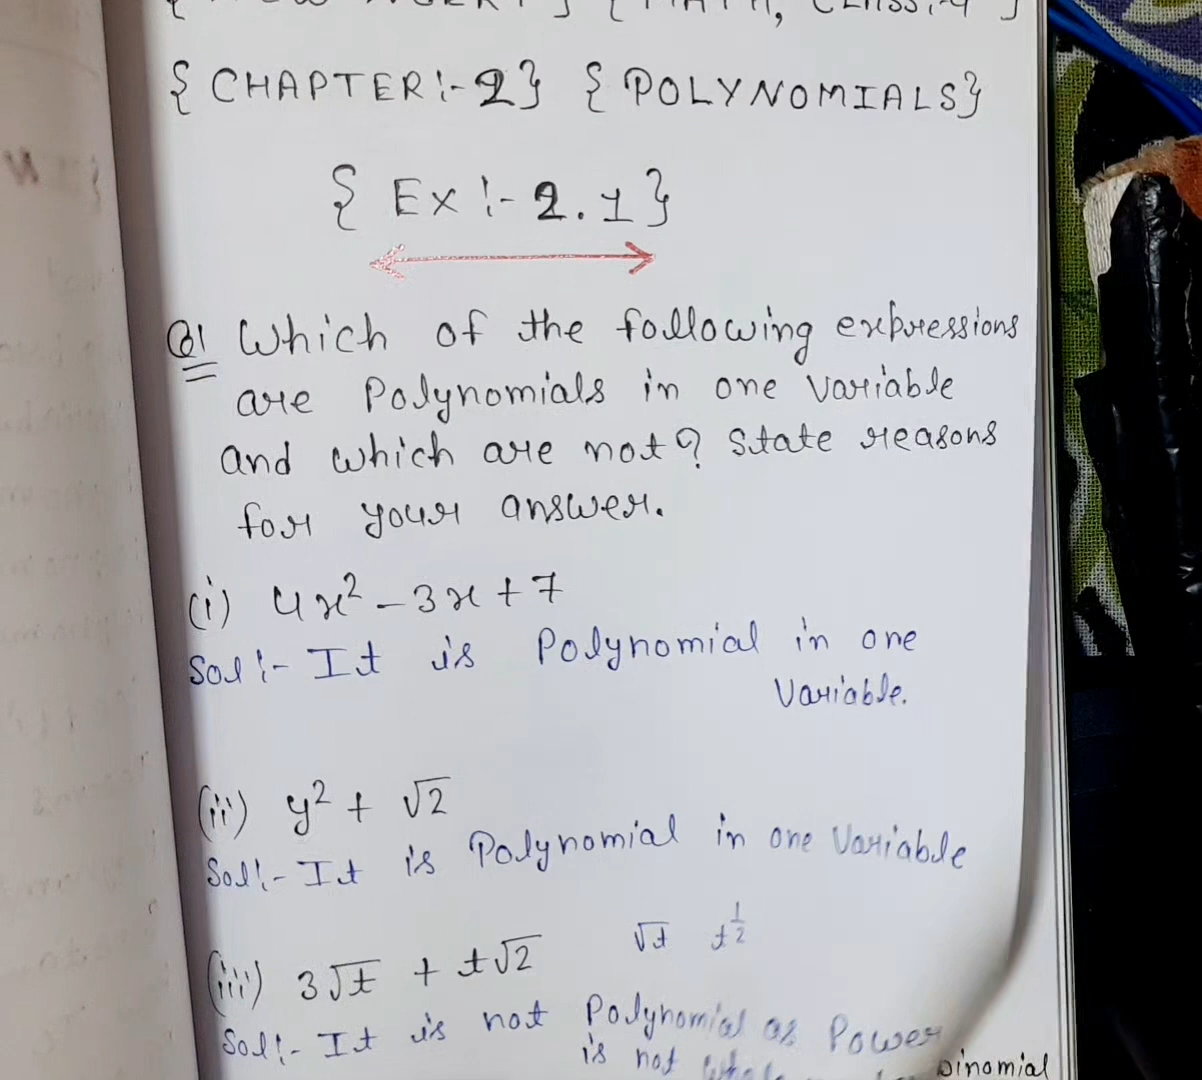 { CHAPTER:-2} { POLYNOMIALS}
{ Ex :- 2.1}
Q1 Which of the following expressions
are Polynomials in one Variable
and which are not? State reasons
for your answer.
(i) 4x² - 3x + 7
Sol:- It is Polynomial in one
Variable.
(ii) y² + √2
Sol:- It is Polynomial in one Variable
√t t^1/2
(iii) 3√t + t√2
Sol:- It is not Polynomial as Power
is not
binomial